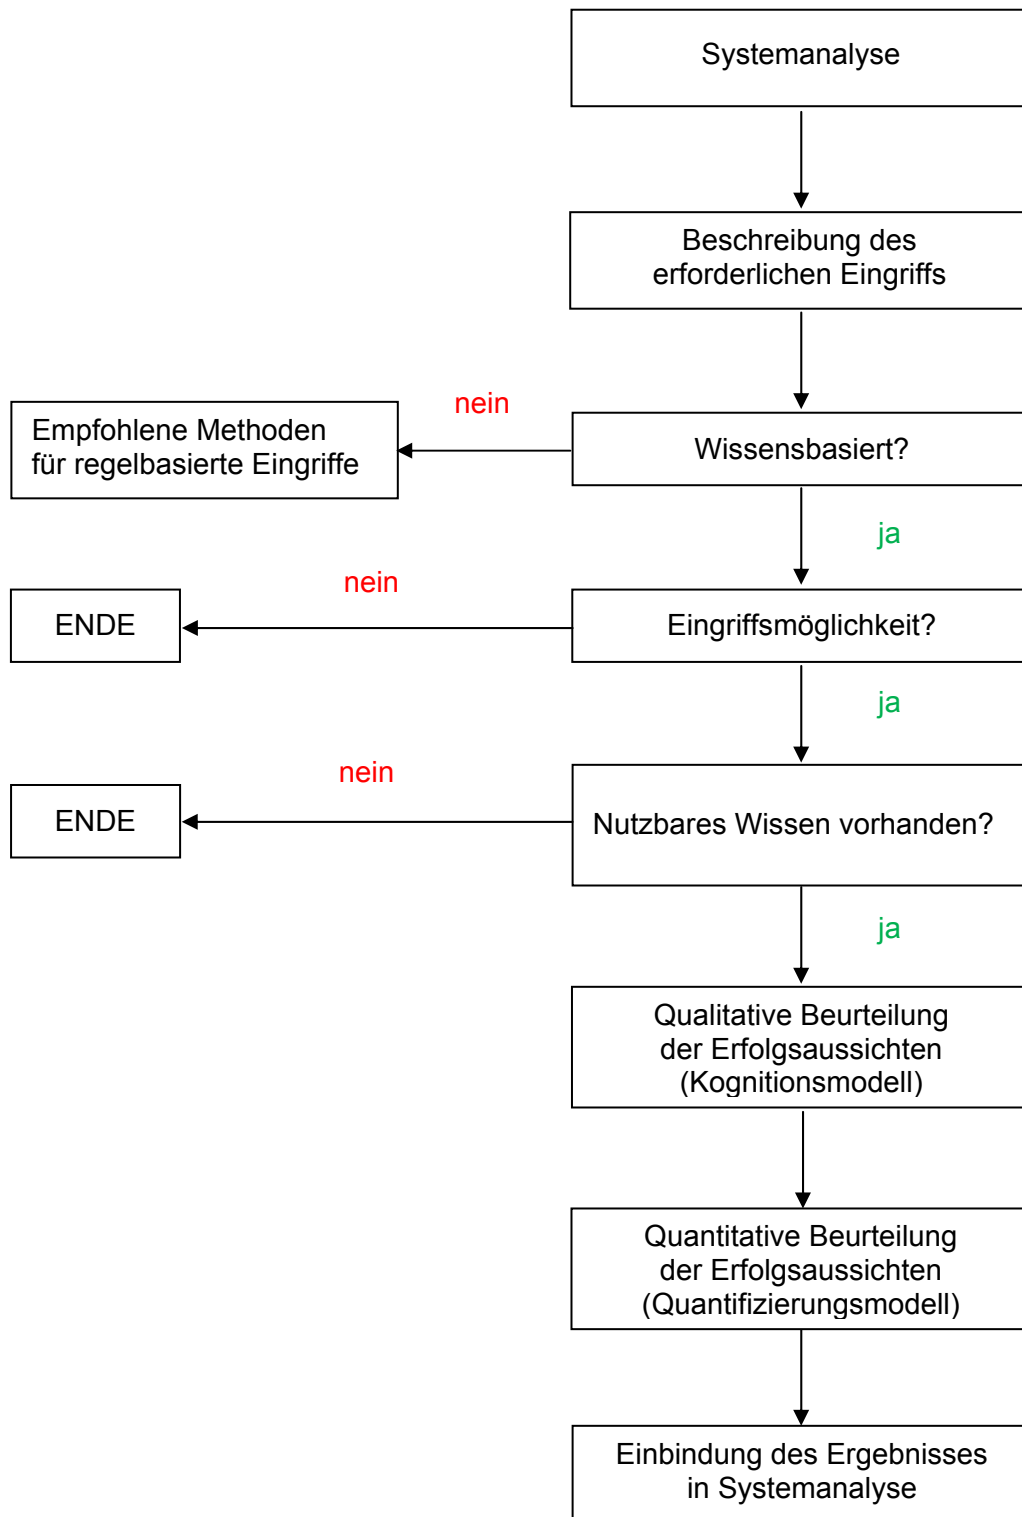 Systemanalyse
Beschreibung des
erforderlichen Eingriffs
nein
Empfohlene Methoden
für regelbasierte Eingriffe
Wissensbasiert?
ja
nein
ENDE
Eingriffsmöglichkeit?
ja
nein
ENDE
Nutzbares Wissen vorhanden?
ja
Qualitative Beurteilung
der Erfolgsaussichten
(Kognitionsmodell)
Quantitative Beurteilung
der Erfolgsaussichten
(Quantifizierungsmodell)
Einbindung des Ergebnisses
in Systemanalyse